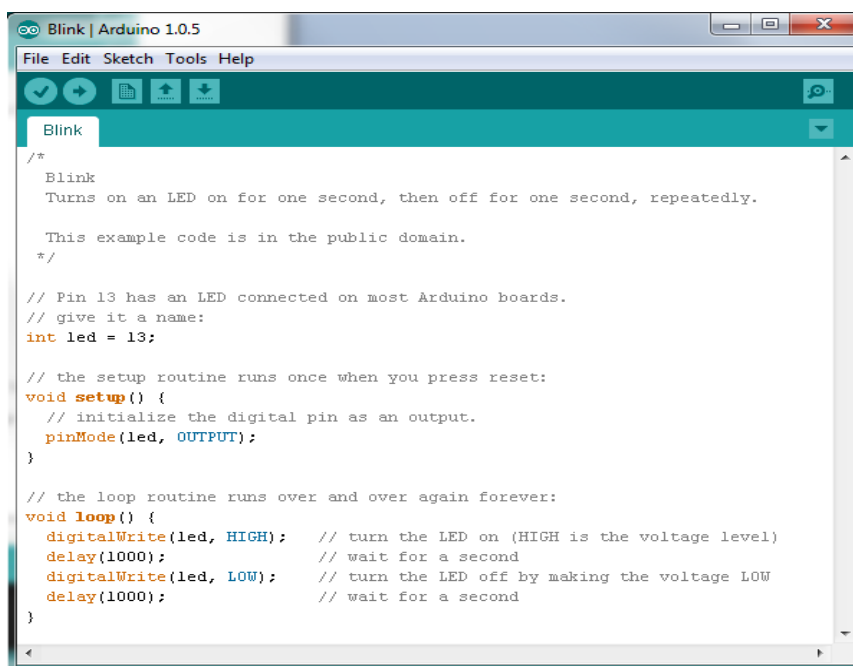 Blink | Arduino 1.0.5
File Edit Sketch Tools Help
Blink
/*
  Blink
  Turns on an LED on for one second, then off for one second, repeatedly.

  This example code is in the public domain.
 */

// Pin 13 has an LED connected on most Arduino boards.
// give it a name:
int led = 13;

// the setup routine runs once when you press reset:
void setup() {
  // initialize the digital pin as an output.
  pinMode(led, OUTPUT);
}

// the loop routine runs over and over again forever:
void loop() {
  digitalWrite(led, HIGH);   // turn the LED on (HIGH is the voltage level)
  delay(1000);               // wait for a second
  digitalWrite(led, LOW);    // turn the LED off by making the voltage LOW
  delay(1000);               // wait for a second
}